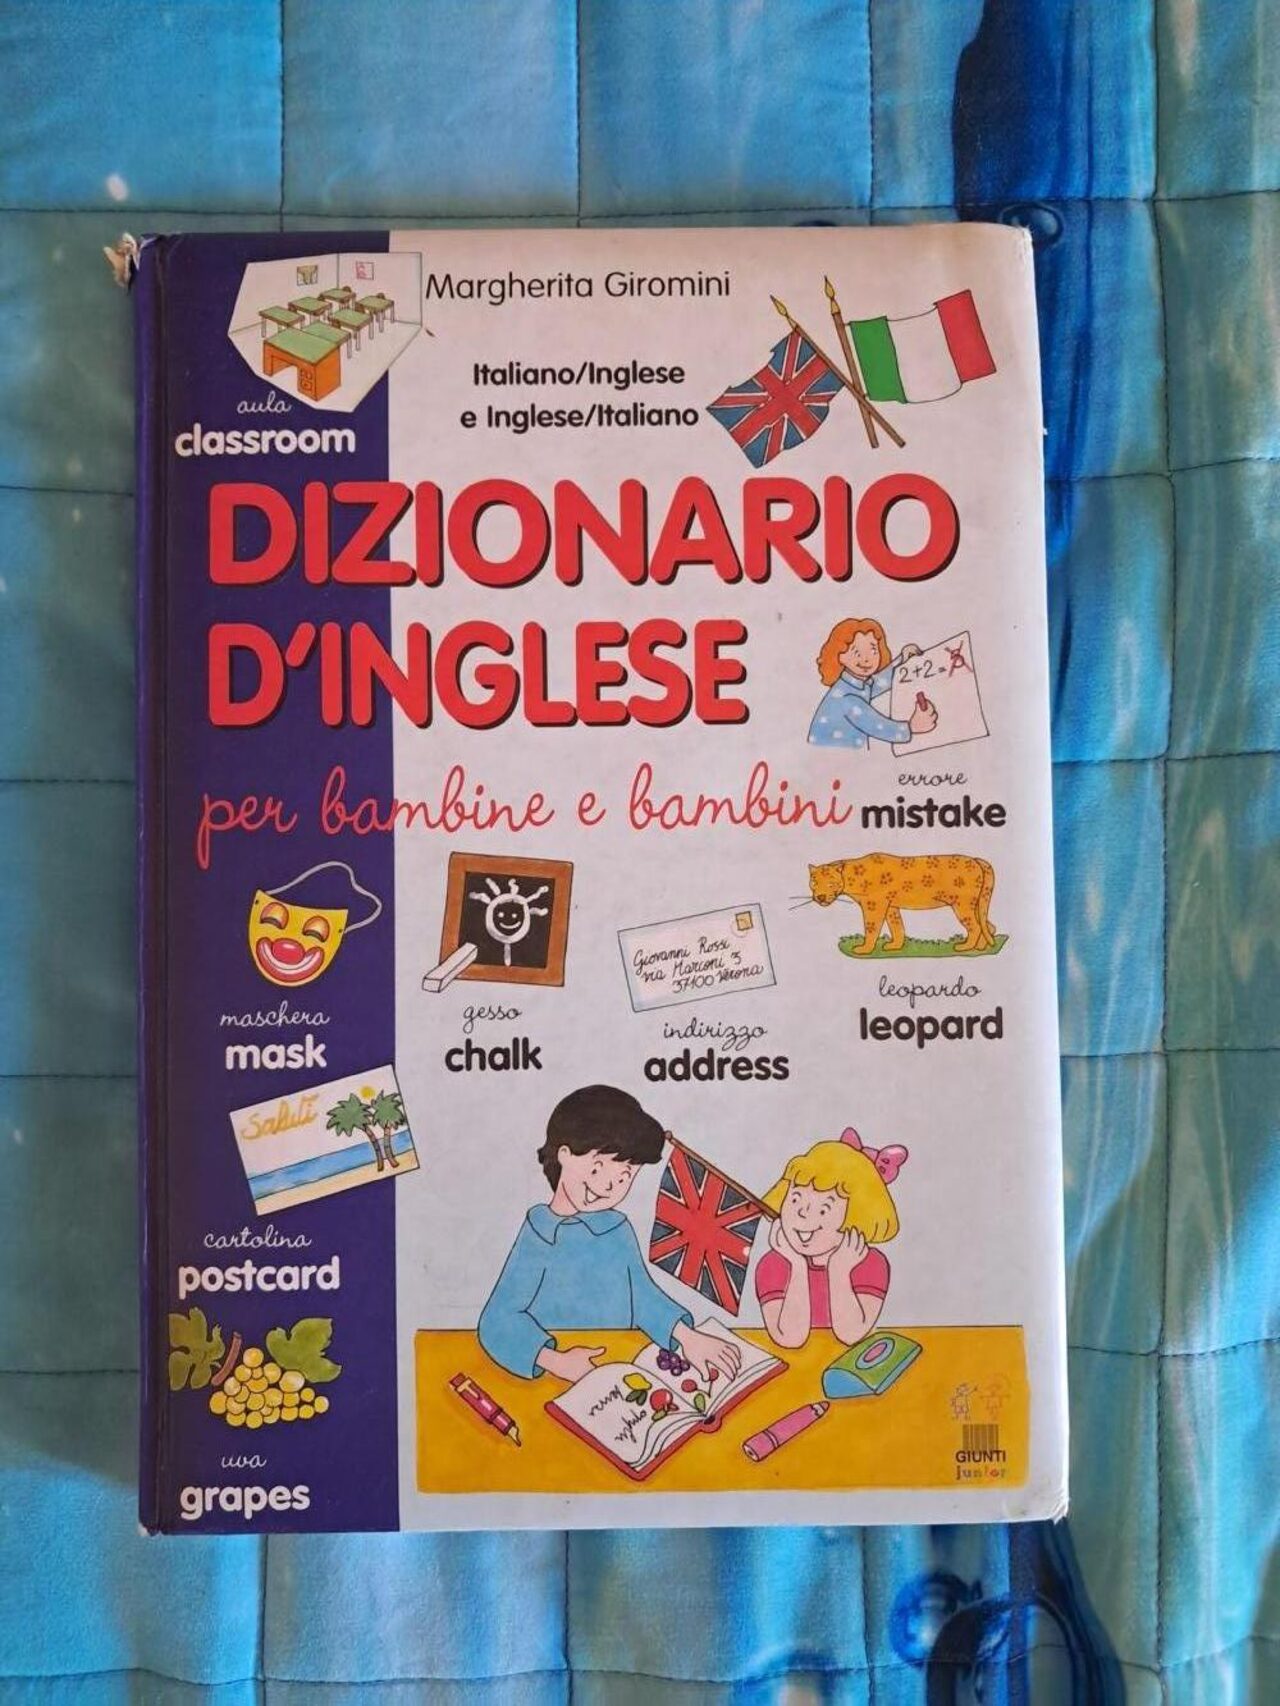 Margherita Giromini
Italiano/Inglese
e Inglese/Italiano
aula
classroom
DIZIONARIO
D'INGLESE
per bambine e bambini
2+2=
errore
mistake
maschera
mask
gesso
chalk
Giovanni Rossi
via Marconi 3
37100 Verona
indirizzo
address
leopardo
leopard
Saluti
cartolina
postcard
uva
grapes
GIUNTI
Junior